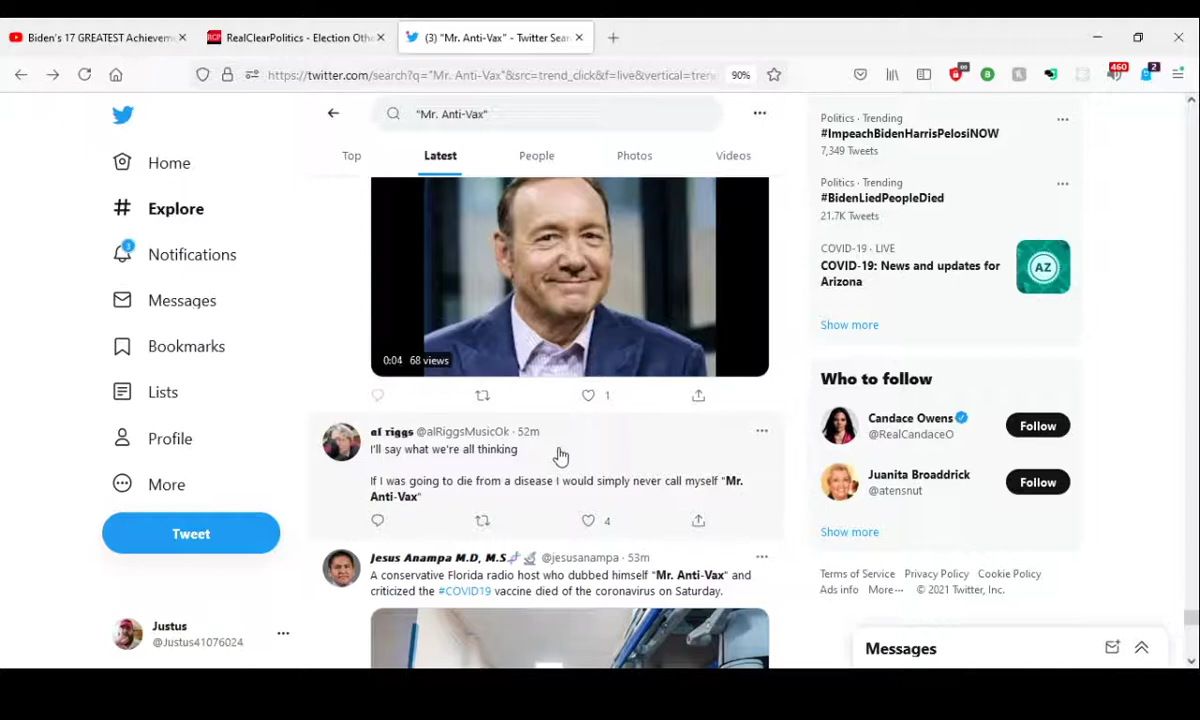 Biden's 17 GREATEST Achievem
RealClearPolitics - Election Oth
(3) "Mr. Anti-Vax" - Twitter Sear
https://twitter.com/search?q="Mr. Anti-Vax"&src=trend_click&f=live&vertical=tren
90%
460
2
"Mr. Anti-Vax"
Top
Latest
People
Photos
Videos
Home
Explore
3
Notifications
Messages
Bookmarks
Lists
Profile
More
Tweet
Justus
@Justus41076024
0:04 68 views
1
al riggs @alRiggsMusicOk · 52m
I'll say what we're all thinking
If I was going to die from a disease I would simply never call myself "Mr.
Anti-Vax"
4
Jesus Anampa M.D, M.S @jesusanampa · 53m
A conservative Florida radio host who dubbed himself "Mr. Anti-Vax" and
criticized the #COVID19 vaccine died of the coronavirus on Saturday.
Politics · Trending
#ImpeachBidenHarrisPelosiNOW
7,349 Tweets
Politics · Trending
#BidenLiedPeopleDied
21.7K Tweets
COVID-19 · LIVE
COVID-19: News and updates for
Arizona
AZ
Show more
Who to follow
Candace Owens
@RealCandaceO
Follow
Juanita Broaddrick
@atensnut
Follow
Show more
Terms of Service Privacy Policy Cookie Policy
Ads info More··· © 2021 Twitter, Inc.
Messages